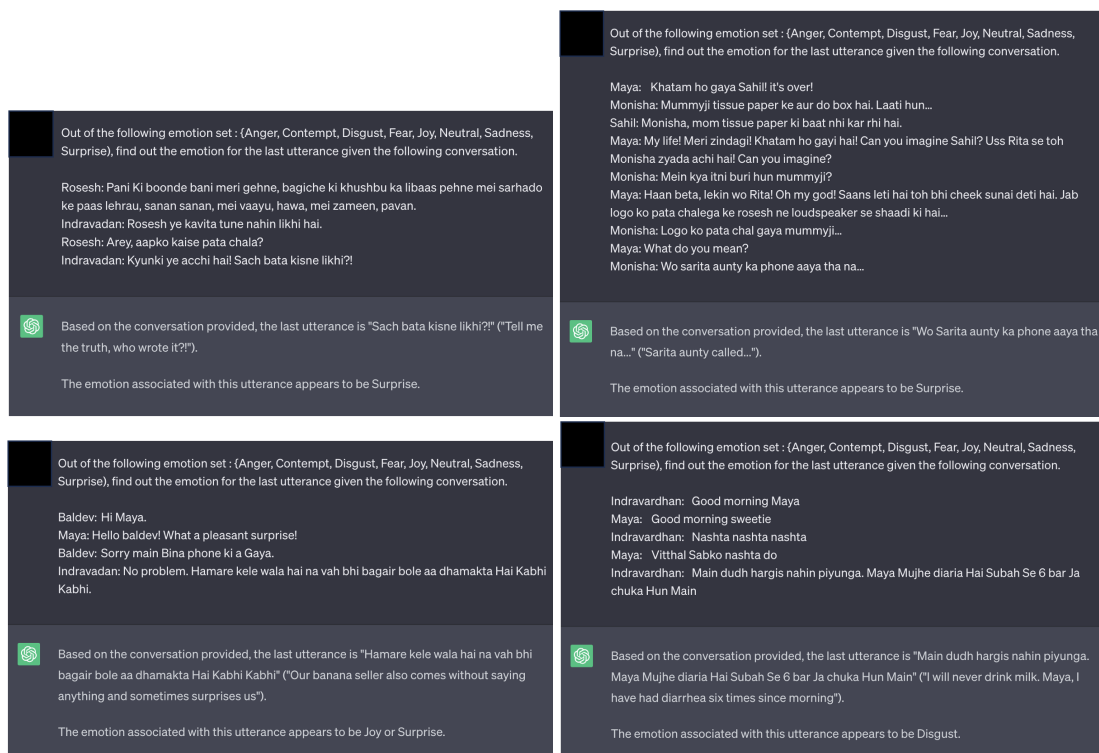 Out of the following emotion set : {Anger, Contempt, Disgust, Fear, Joy, Neutral, Sadness,
Surprise), find out the emotion for the last utterance given the following conversation.
Rosesh: Pani Ki boonde bani meri gehne, bagiche ki khushbu ka libaas pehne mei sarhado
ke paas lehrau, sanan sanan, mei vaayu, hawa, mei zameen, pavan.
Indravadan: Rosesh ye kavita tune nahin likhi hai.
Rosesh: Arey, aapko kaise pata chala?
Indravadan: Kyunki ye acchi hai! Sach bata kisne likhi?!
Based on the conversation provided, the last utterance is "Sach bata kisne likhi?!" ("Tell me
the truth, who wrote it?!").
The emotion associated with this utterance appears to be Surprise.
Out of the following emotion set : {Anger, Contempt, Disgust, Fear, Joy, Neutral, Sadness,
Surprise), find out the emotion for the last utterance given the following conversation.
Maya: Khatam ho gaya Sahil! it's over!
Monisha: Mummyji tissue paper ke aur do box hai. Laati hun...
Sahil: Monisha, mom tissue paper ki baat nhi kar rhi hai.
Maya: My life! Meri zindagi! Khatam ho gayi hai! Can you imagine Sahil? Uss Rita se toh
Monisha zyada achi hai! Can you imagine?
Monisha: Mein kya itni buri hun mummyji?
Maya: Haan beta, lekin wo Rita! Oh my god! Saans leti hai toh bhi cheek sunai deti hai. Jab
logo ko pata chalega ke rosesh ne loudspeaker se shaadi ki hai...
Monisha: Logo ko pata chal gaya mummyji...
Maya: What do you mean?
Monisha: Wo sarita aunty ka phone aaya tha na...
Based on the conversation provided, the last utterance is "Wo Sarita aunty ka phone aaya tha
na..." ("Sarita aunty called...").
The emotion associated with this utterance appears to be Surprise.
Out of the following emotion set : {Anger, Contempt, Disgust, Fear, Joy, Neutral, Sadness,
Surprise), find out the emotion for the last utterance given the following conversation.
Baldev: Hi Maya.
Maya: Hello baldev! What a pleasant surprise!
Baldev: Sorry main Bina phone ki a Gaya.
Indravadan: No problem. Hamare kele wala hai na vah bhi bagair bole aa dhamakta Hai Kabhi
Kabhi.
Based on the conversation provided, the last utterance is "Hamare kele wala hai na vah bhi
bagair bole aa dhamakta Hai Kabhi Kabhi" ("Our banana seller also comes without saying
anything and sometimes surprises us").
The emotion associated with this utterance appears to be Joy or Surprise.
Out of the following emotion set : {Anger, Contempt, Disgust, Fear, Joy, Neutral, Sadness,
Surprise), find out the emotion for the last utterance given the following conversation.
Indravardhan: Good morning Maya
Maya: Good morning sweetie
Indravardhan: Nashta nashta nashta
Maya: Vitthal Sabko nashta do
Indravardhan: Main dudh hargis nahin piyunga. Maya Mujhe diaria Hai Subah Se 6 bar Ja
chuka Hun Main
Based on the conversation provided, the last utterance is "Main dudh hargis nahin piyunga.
Maya Mujhe diaria Hai Subah Se 6 bar Ja chuka Hun Main" ("I will never drink milk. Maya, I
have had diarrhea six times since morning").
The emotion associated with this utterance appears to be Disgust.